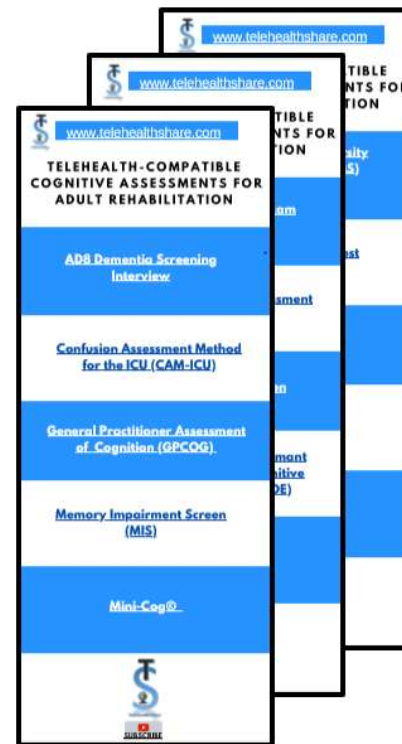 www.telehealthshare.com
TELEHEALTH-COMPATIBLE
COGNITIVE ASSESSMENTS FOR
ADULT REHABILITATION
AD8 Dementia Screening
Interview
Confusion Assessment Method
for the ICU (CAM-ICU)
General Practitioner Assessment
of Cognition (GPCOG)
Memory Impairment Screen
(MIS)
Mini-Cog©
SUBSCRIBE
www.telehealthshare.com
www.telehealthshare.com